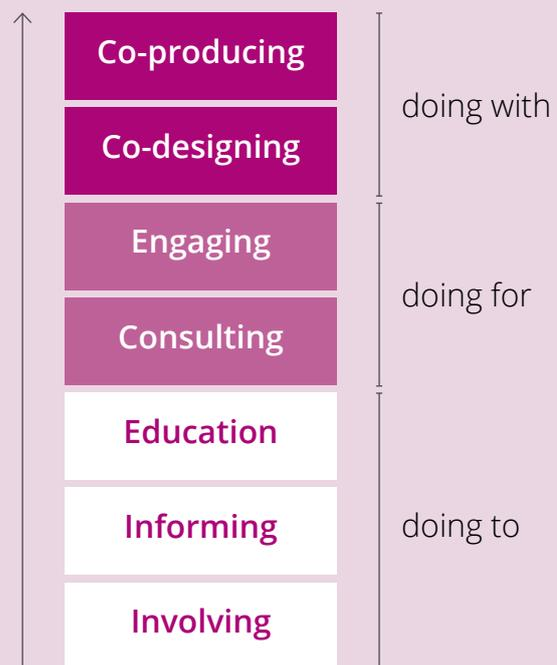 Co-producing
Co-designing
doing with
Engaging
Consulting
doing for
Education
Informing
Involving
doing to